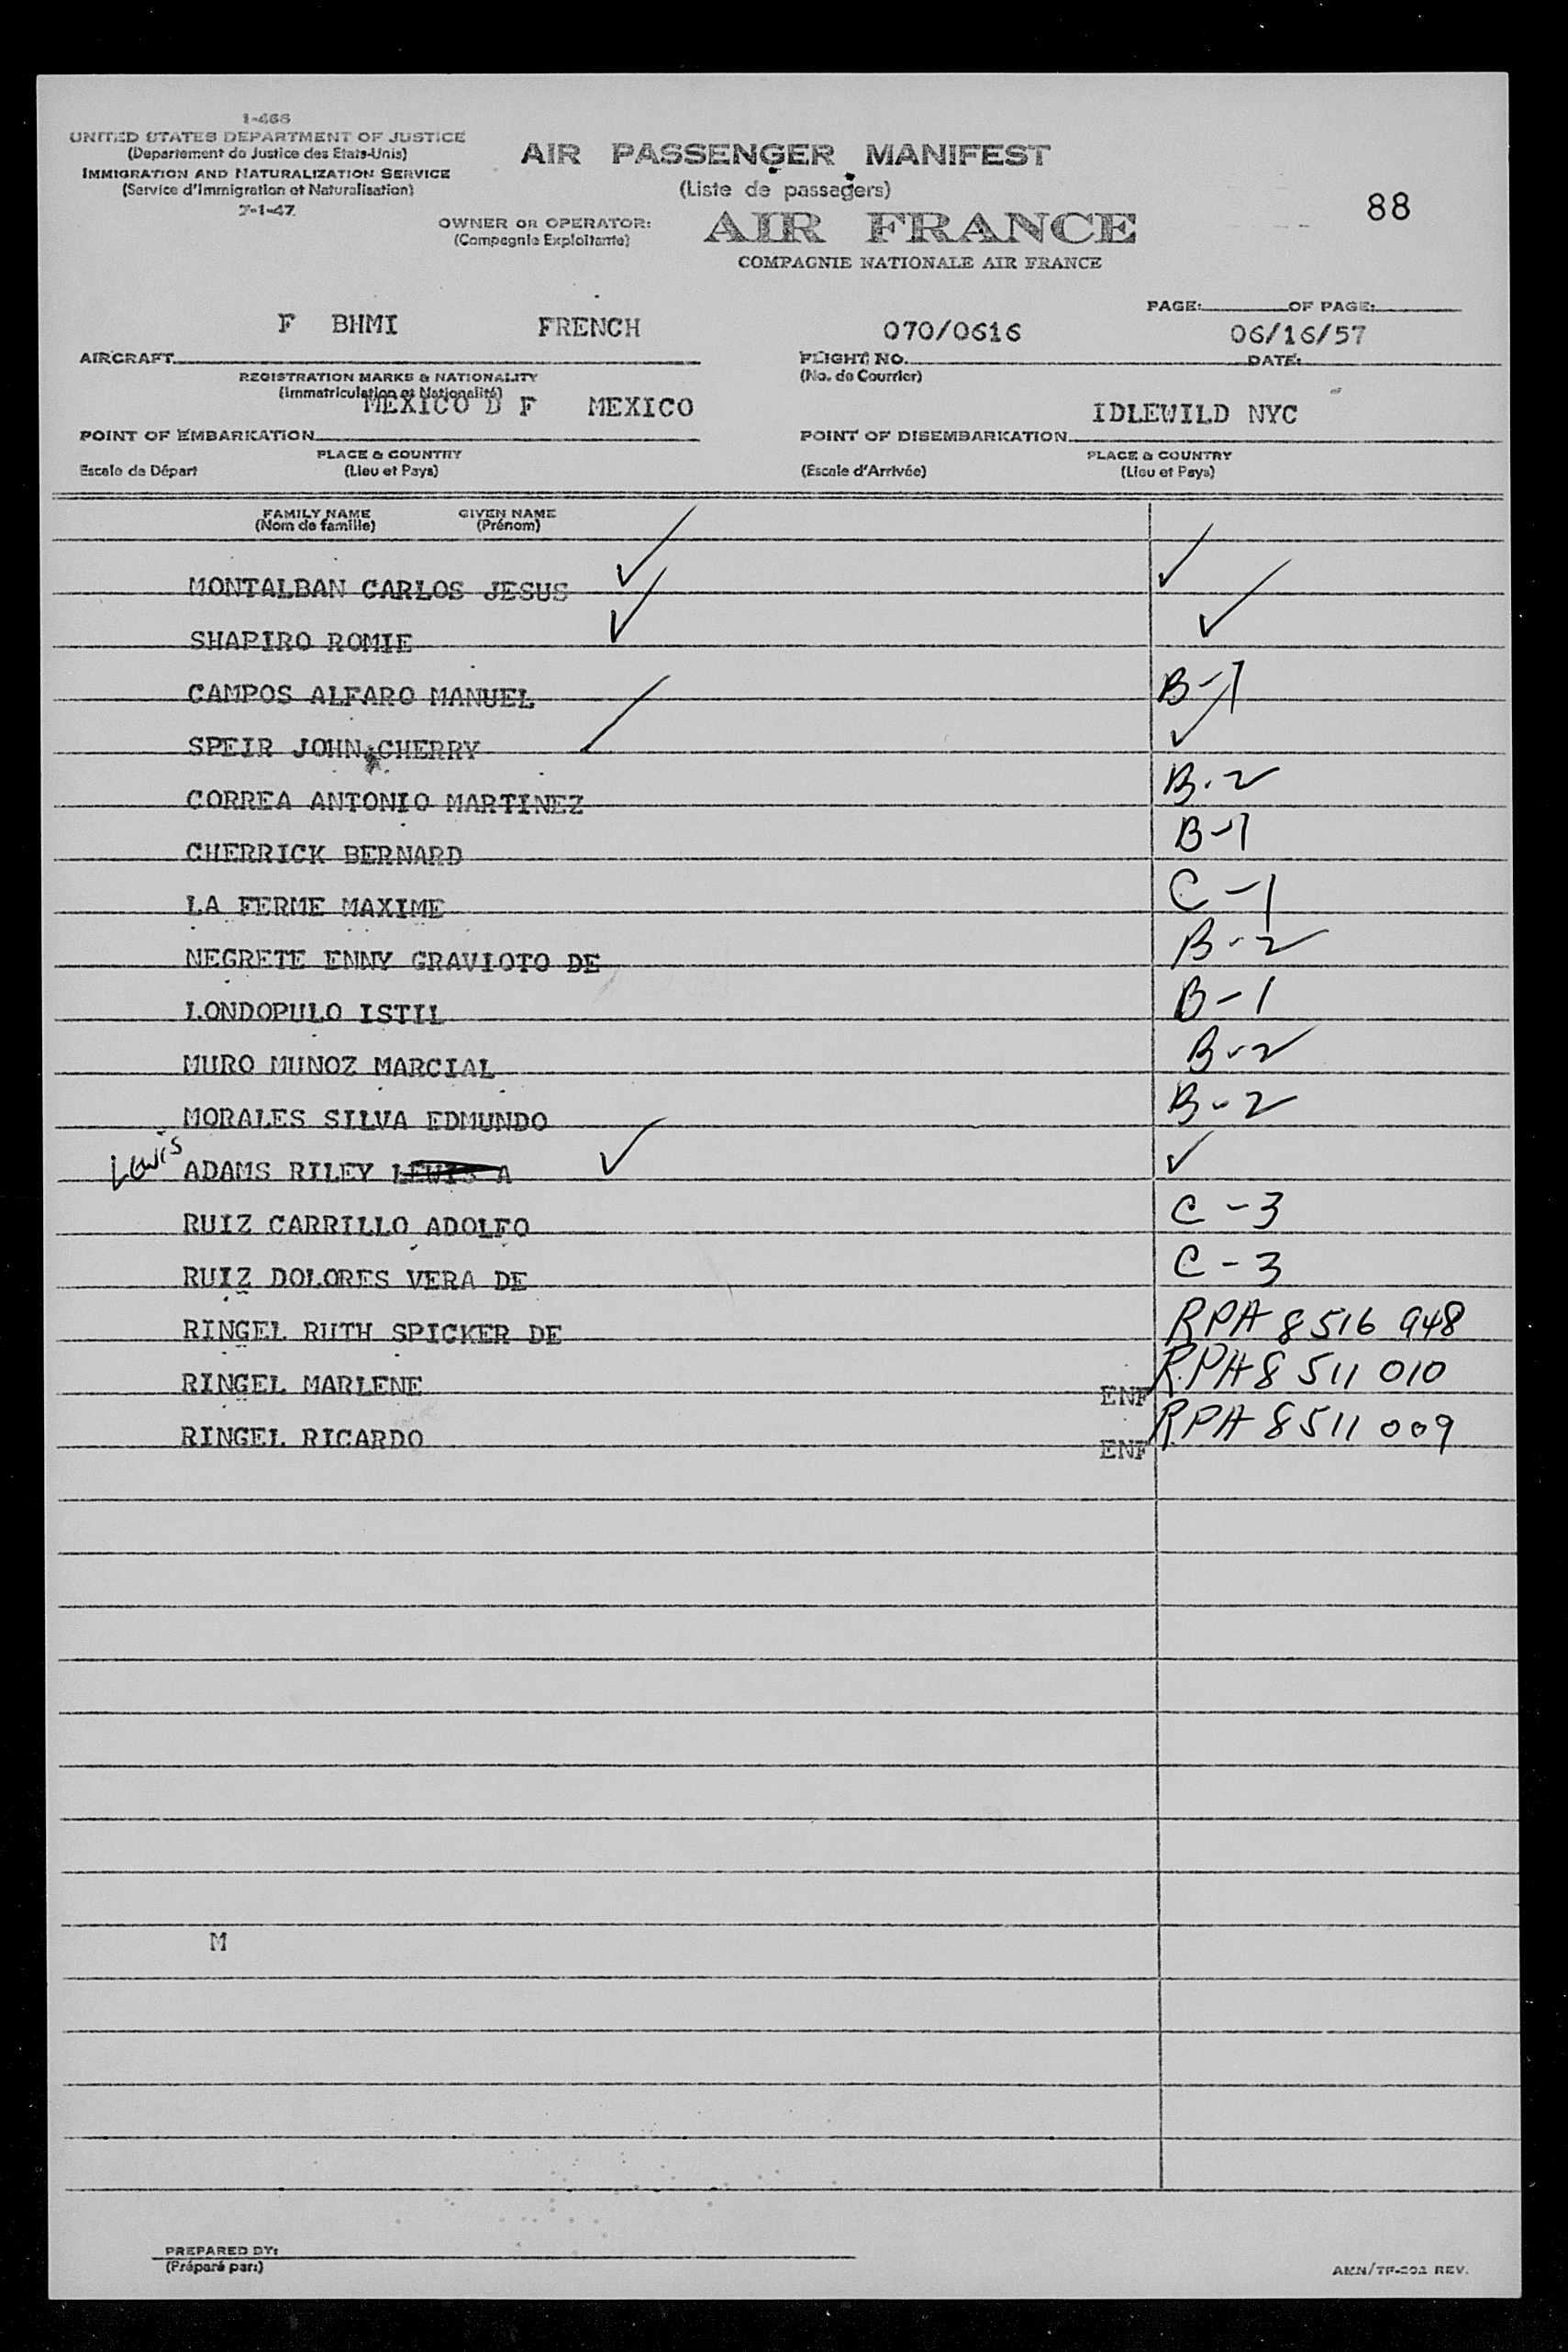 I-466
UNITED STATES DEPARTMENT OF JUSTICE
(Departement de Justice des Etats-Unis)
IMMIGRATION AND NATURALIZATION SERVICE
(Service d'Immigration et Naturalisation)
7-1-47
AIR PASSENGER MANIFEST
(Liste de passagers)
88
OWNER OR OPERATOR: AIR FRANCE
(Compagnie Exploitante)
COMPAGNIE NATIONALE AIR FRANCE
PAGE: OF PAGE:
F BHMI FRENCH 070/0616 06/16/57
AIRCRAFT FLIGHT NO. DATE:
REGISTRATION MARKS & NATIONALITY (No. de Courrier)
(Immatriculation et Nationalité)
MEXICO D F MEXICO IDLEWILD NYC
POINT OF EMBARKATION POINT OF DISEMBARKATION
PLACE & COUNTRY PLACE & COUNTRY
Escale de Départ (Lieu et Pays) (Escale d'Arrivée) (Lieu et Pays)
FAMILY NAME GIVEN NAME
(Nom de famille) (Prénom)
MONTALBAN CARLOS JESUS ✓ ✓
SHAPIRO ROMIE ✓ ✓
CAMPOS ALFARO MANUEL B-1
SPEIR JOHN CHERRY ✓ ✓
CORREA ANTONIO MARTINEZ B-2
CHERRICK BERNARD B-1
LA FERME MAXIME C-1
NEGRETE ENNY GRAVIOTO DE B-2
LONDOPULO ISTIL B-1
MURO MUNOZ MARCIAL B-2
MORALES SILVA EDMUNDO B-2
Lewis ADAMS RILEY LEWIS A ✓ ✓
RUIZ CARRILLO ADOLFO C-3
RUIZ DOLORES VERA DE C-3
RINGEL RUTH SPICKER DE RPA 8516 948
RINGEL MARLENE ENF RPA 8 511 010
RINGEL RICARDO ENF RPA 8511 009
M
PREPARED BY:
(Préparé par:)
REV.